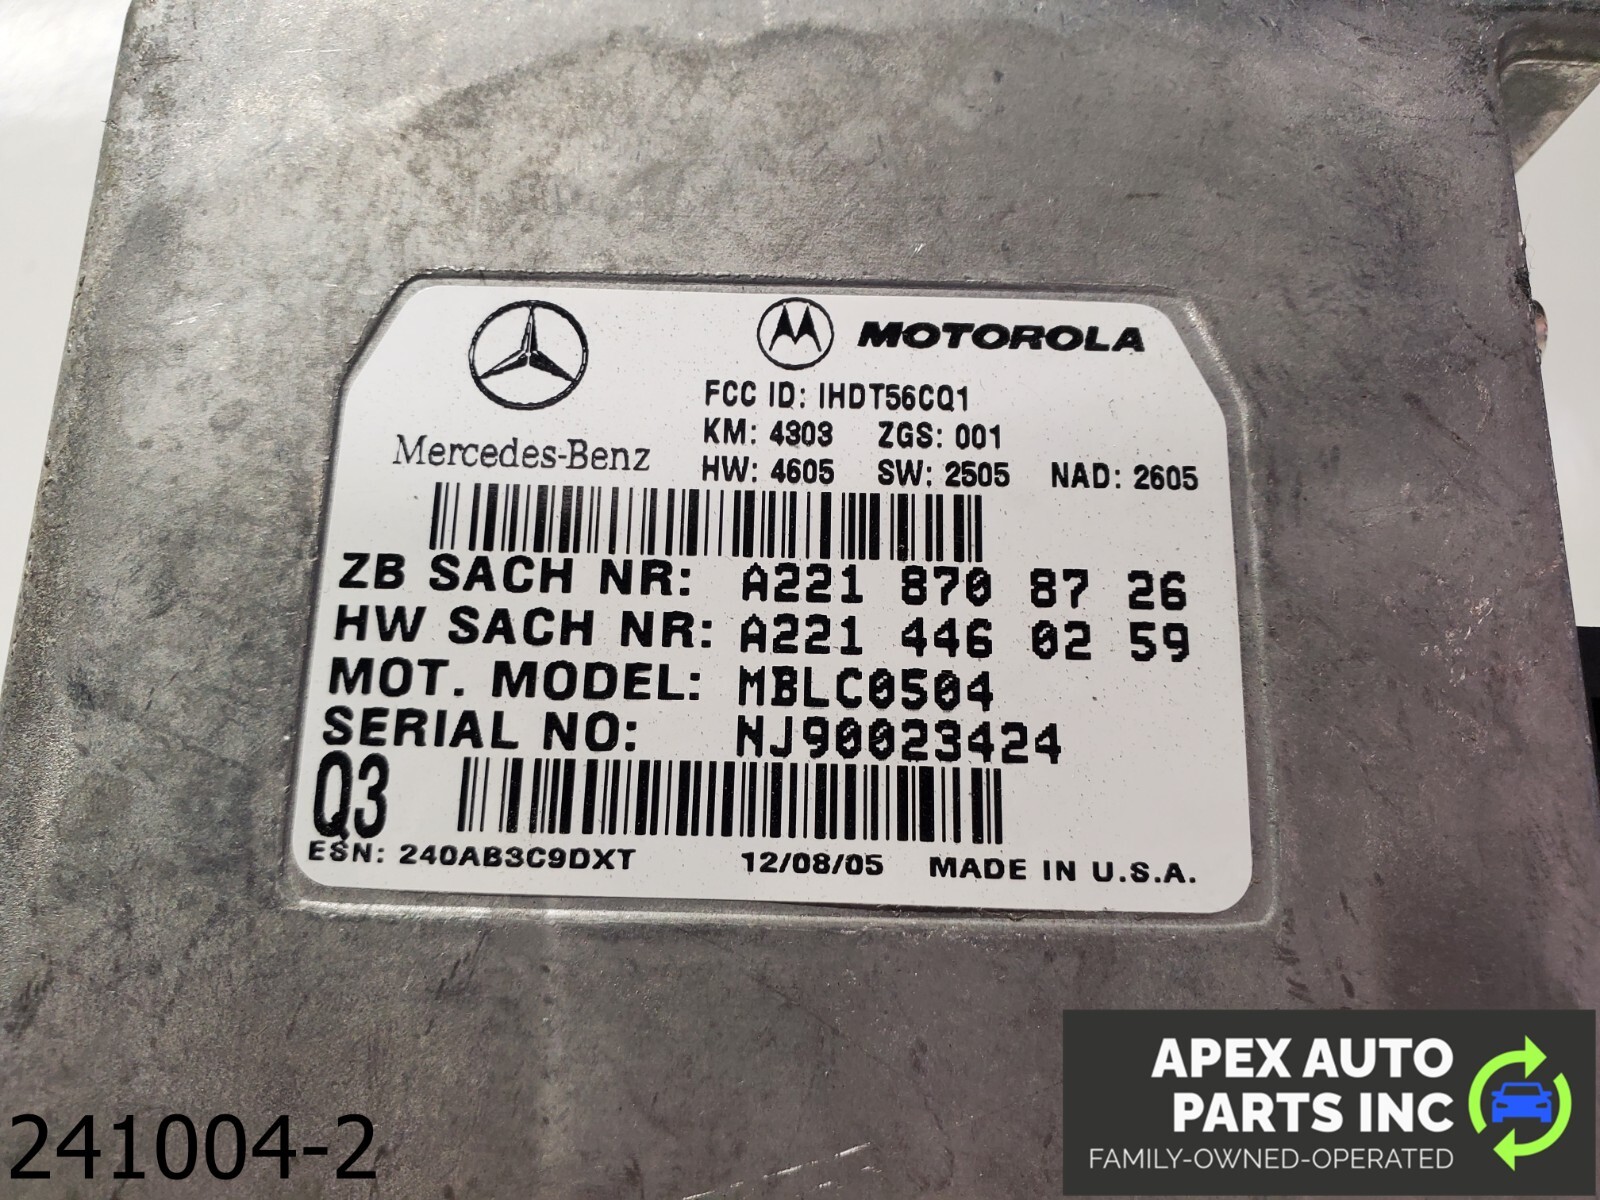 MOTOROLA
Mercedes-Benz
FCC ID: IHDT56CQ1
KM: 4303 ZGS: 001
HW: 4605 SW: 2505 NAD: 2605
ZB SACH NR: A221 870 87 26
HW SACH NR: A221 446 02 59
MOT. MODEL: MBLC0504
SERIAL NO: NJ90023424
Q3
ESN: 240AB3C9DXT 12/08/05 MADE IN U.S.A.
241004-2
APEX AUTO
PARTS INC
FAMILY-OWNED-OPERATED